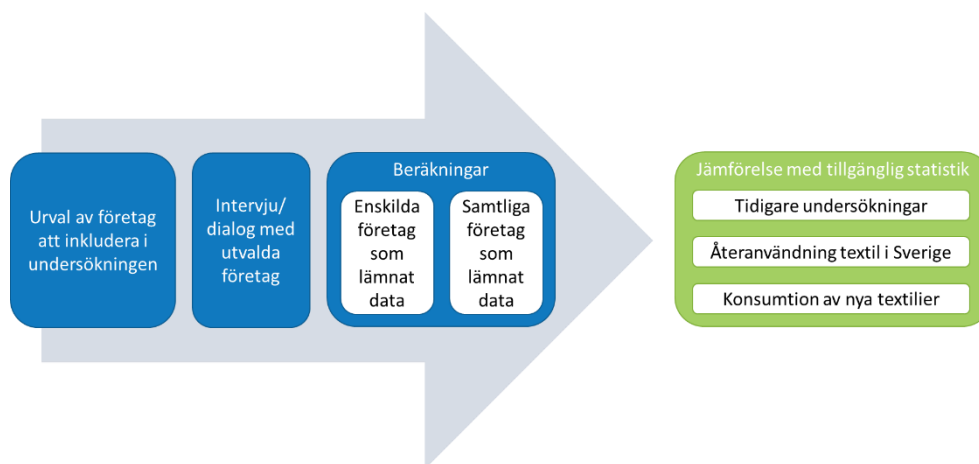 Urval av företag
att inkludera i
undersökningen
Intervju/
dialog med
utvalda
företag
Beräkningar
Enskilda
företag
som
lämnat
data
Samtliga
företag
som
lämnat
data
Jämförelse med tillgänglig statistik
Tidigare undersökningar
Återanvändning textil i Sverige
Konsumtion av nya textilier